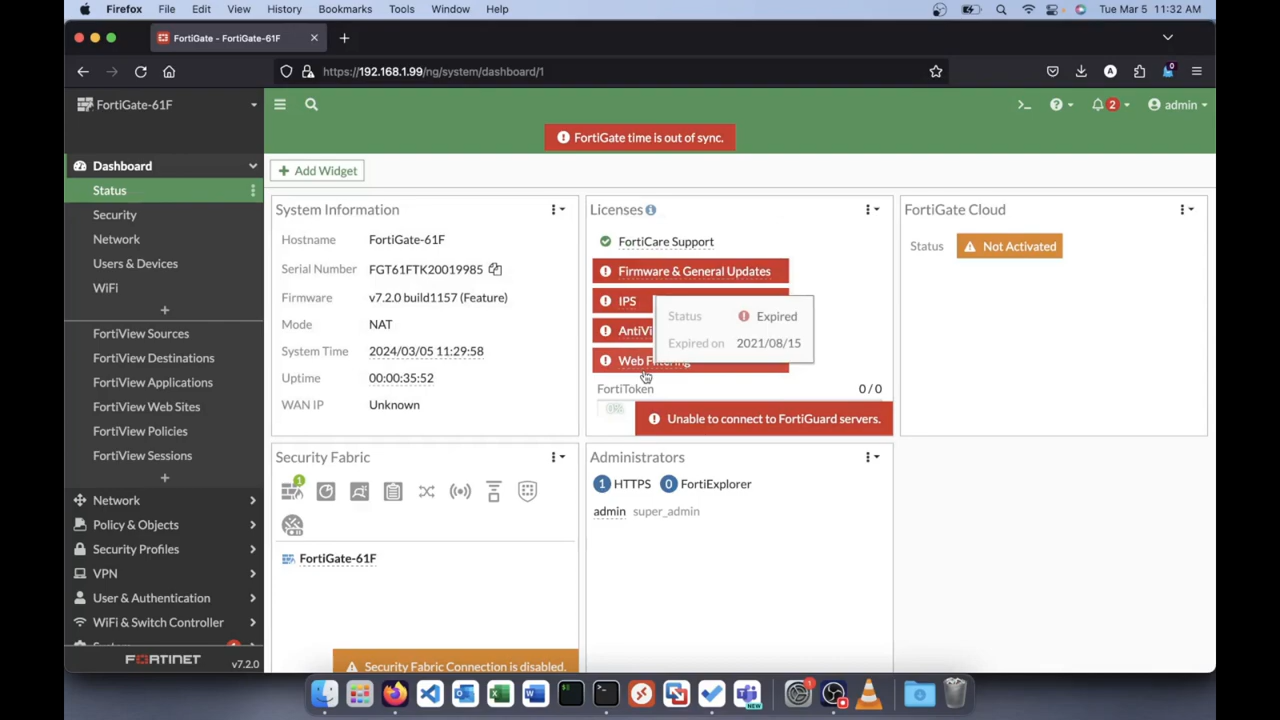 Firefox File Edit View History Bookmarks Tools Window Help Tue Mar 5 11:32 AM
FortiGate - FortiGate-61F
https://192.168.1.99/ng/system/dashboard/1
FortiGate-61F
2
admin
FortiGate time is out of sync.
Dashboard
Status
Security
Network
Users & Devices
WiFi
FortiView Sources
FortiView Destinations
FortiView Applications
FortiView Web Sites
FortiView Policies
FortiView Sessions
Network
Policy & Objects
Security Profiles
VPN
User & Authentication
WiFi & Switch Controller
FORTINET v7.2.0
Add Widget
System Information
Hostname FortiGate-61F
Serial Number FGT61FTK20019985
Firmware v7.2.0 build1157 (Feature)
Mode NAT
System Time 2024/03/05 11:29:58
Uptime 00:00:35:52
WAN IP Unknown
Licenses
FortiCare Support
Firmware & General Updates
IPS
AntiVi
Web Filtering
Status Expired
Expired on 2021/08/15
FortiToken 0 / 0
0%
Unable to connect to FortiGuard servers.
FortiGate Cloud
Status Not Activated
Security Fabric
1
FortiGate-61F
Security Fabric Connection is disabled.
Administrators
1 HTTPS 0 FortiExplorer
admin super_admin